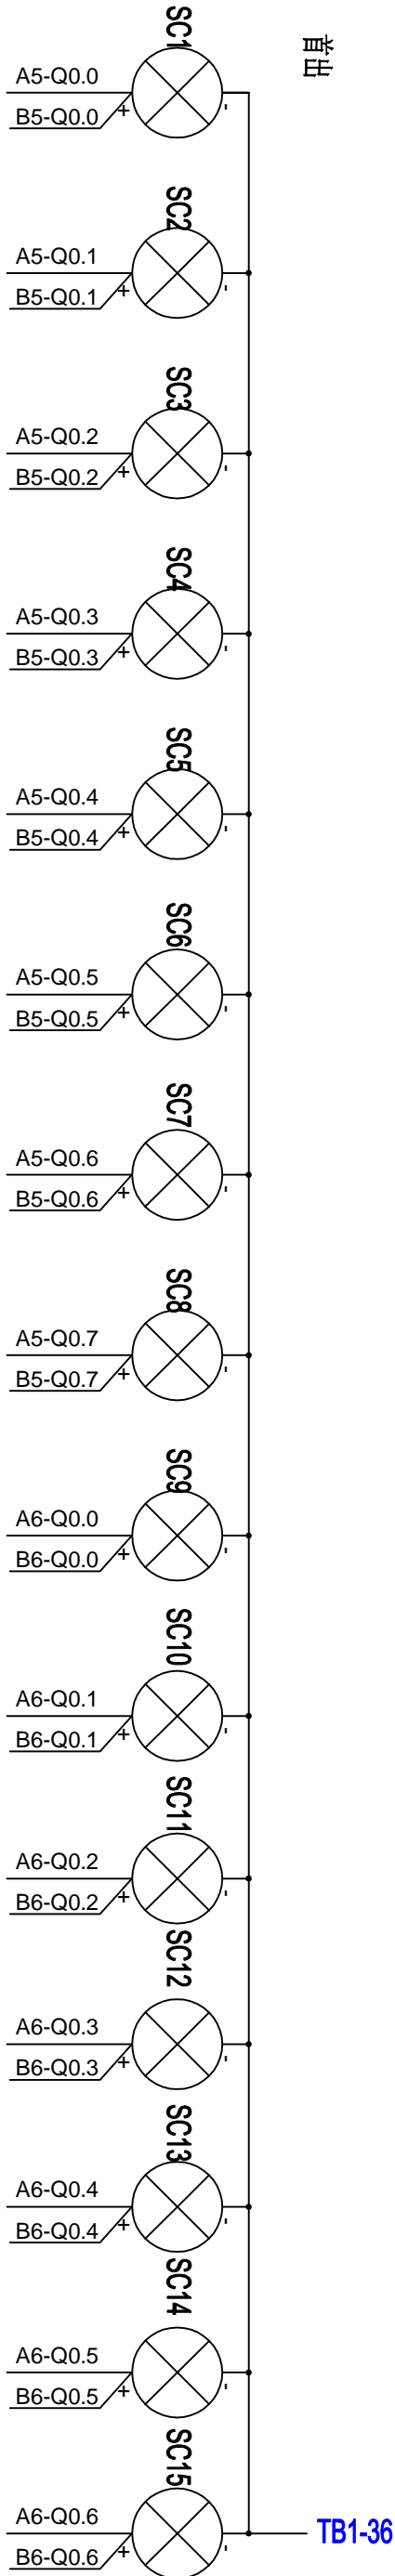 首出
SC1
A5-Q0.0
B5-Q0.0
+
-
SC2
A5-Q0.1
B5-Q0.1
+
-
SC3
A5-Q0.2
B5-Q0.2
+
-
SC4
A5-Q0.3
B5-Q0.3
+
-
SC5
A5-Q0.4
B5-Q0.4
+
-
SC6
A5-Q0.5
B5-Q0.5
+
-
SC7
A5-Q0.6
B5-Q0.6
+
-
SC8
A5-Q0.7
B5-Q0.7
+
-
SC9
A6-Q0.0
B6-Q0.0
+
-
SC10
A6-Q0.1
B6-Q0.1
+
-
SC11
A6-Q0.2
B6-Q0.2
+
-
SC12
A6-Q0.3
B6-Q0.3
+
-
SC13
A6-Q0.4
B6-Q0.4
+
-
SC14
A6-Q0.5
B6-Q0.5
+
-
SC15
A6-Q0.6
B6-Q0.6
+
-
TB1-36